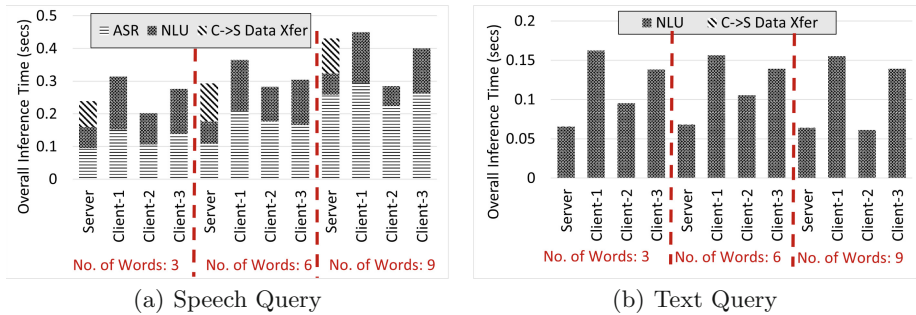 Overall Inference Time (secs)
0.5
0.4
0.3
0.2
0.1
0
ASR NLU C->S Data Xfer
Server Client-1 Client-2 Client-3 Server Client-1 Client-2 Client-3 Server Client-1 Client-2 Client-3
No. of Words: 3 No. of Words: 6 No. of Words: 9
(a) Speech Query
Overall Inference Time (secs)
0.2
0.15
0.1
0.05
0
NLU C->S Data Xfer
Server Client-1 Client-2 Client-3 Server Client-1 Client-2 Client-3 Server Client-1 Client-2 Client-3
No. of Words: 3 No. of Words: 6 No. of Words: 9
(b) Text Query